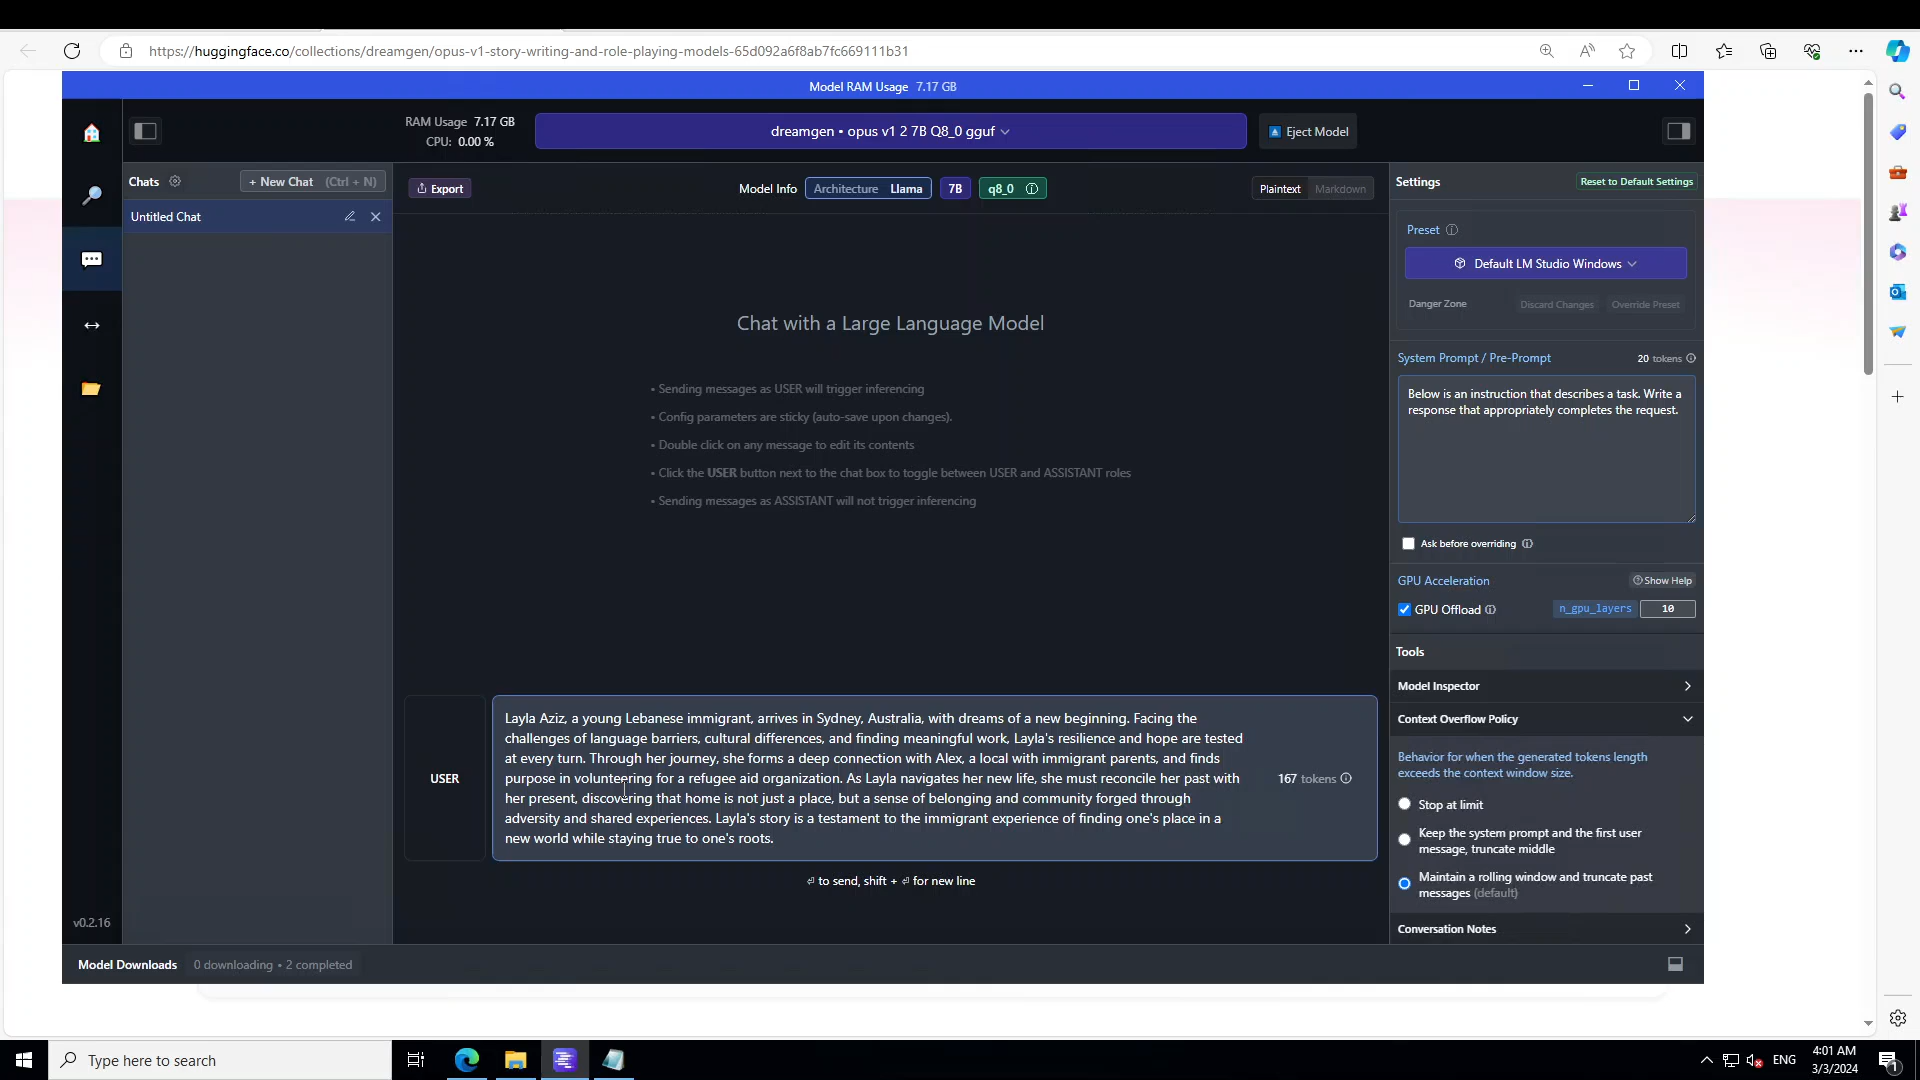 https://huggingface.co/collections/dreamgen/opus-v1-story-writing-and-role-playing-models-65d092a6f8ab7fc669111b31
Model RAM Usage 7.17 GB
RAM Usage 7.17 GB
CPU: 0.00 %
dreamgen • opus v1 2 7B Q8_0 gguf
Eject Model
Chats
+ New Chat (Ctrl + N)
Export
Model Info Architecture Llama 7B q8_0
Plaintext Markdown
Settings
Reset to Default Settings
Untitled Chat
Preset
Default LM Studio Windows
Danger Zone Discard Changes Override Preset
Chat with a Large Language Model
• Sending messages as USER will trigger inferencing
• Config parameters are sticky (auto-save upon changes).
• Double click on any message to edit its contents
• Click the USER button next to the chat box to toggle between USER and ASSISTANT roles
• Sending messages as ASSISTANT will not trigger inferencing
System Prompt / Pre-Prompt 20 tokens
Below is an instruction that describes a task. Write a
response that appropriately completes the request.
Ask before overriding
GPU Acceleration Show Help
GPU Offload n_gpu_layers 10
Tools
Model Inspector
Context Overflow Policy
Behavior for when the generated tokens length
exceeds the context window size.
Stop at limit
Keep the system prompt and the first user
message, truncate middle
Maintain a rolling window and truncate past
messages (default)
Conversation Notes
USER
Layla Aziz, a young Lebanese immigrant, arrives in Sydney, Australia, with dreams of a new beginning. Facing the
challenges of language barriers, cultural differences, and finding meaningful work, Layla's resilience and hope are tested
at every turn. Through her journey, she forms a deep connection with Alex, a local with immigrant parents, and finds
purpose in volunteering for a refugee aid organization. As Layla navigates her new life, she must reconcile her past with
her present, discovering that home is not just a place, but a sense of belonging and community forged through
adversity and shared experiences. Layla's story is a testament to the immigrant experience of finding one's place in a
new world while staying true to one's roots.
167 tokens
⏎ to send, shift + ⏎ for new line
v0.2.16
Model Downloads 0 downloading • 2 completed
Type here to search
ENG
4:01 AM
3/3/2024
1